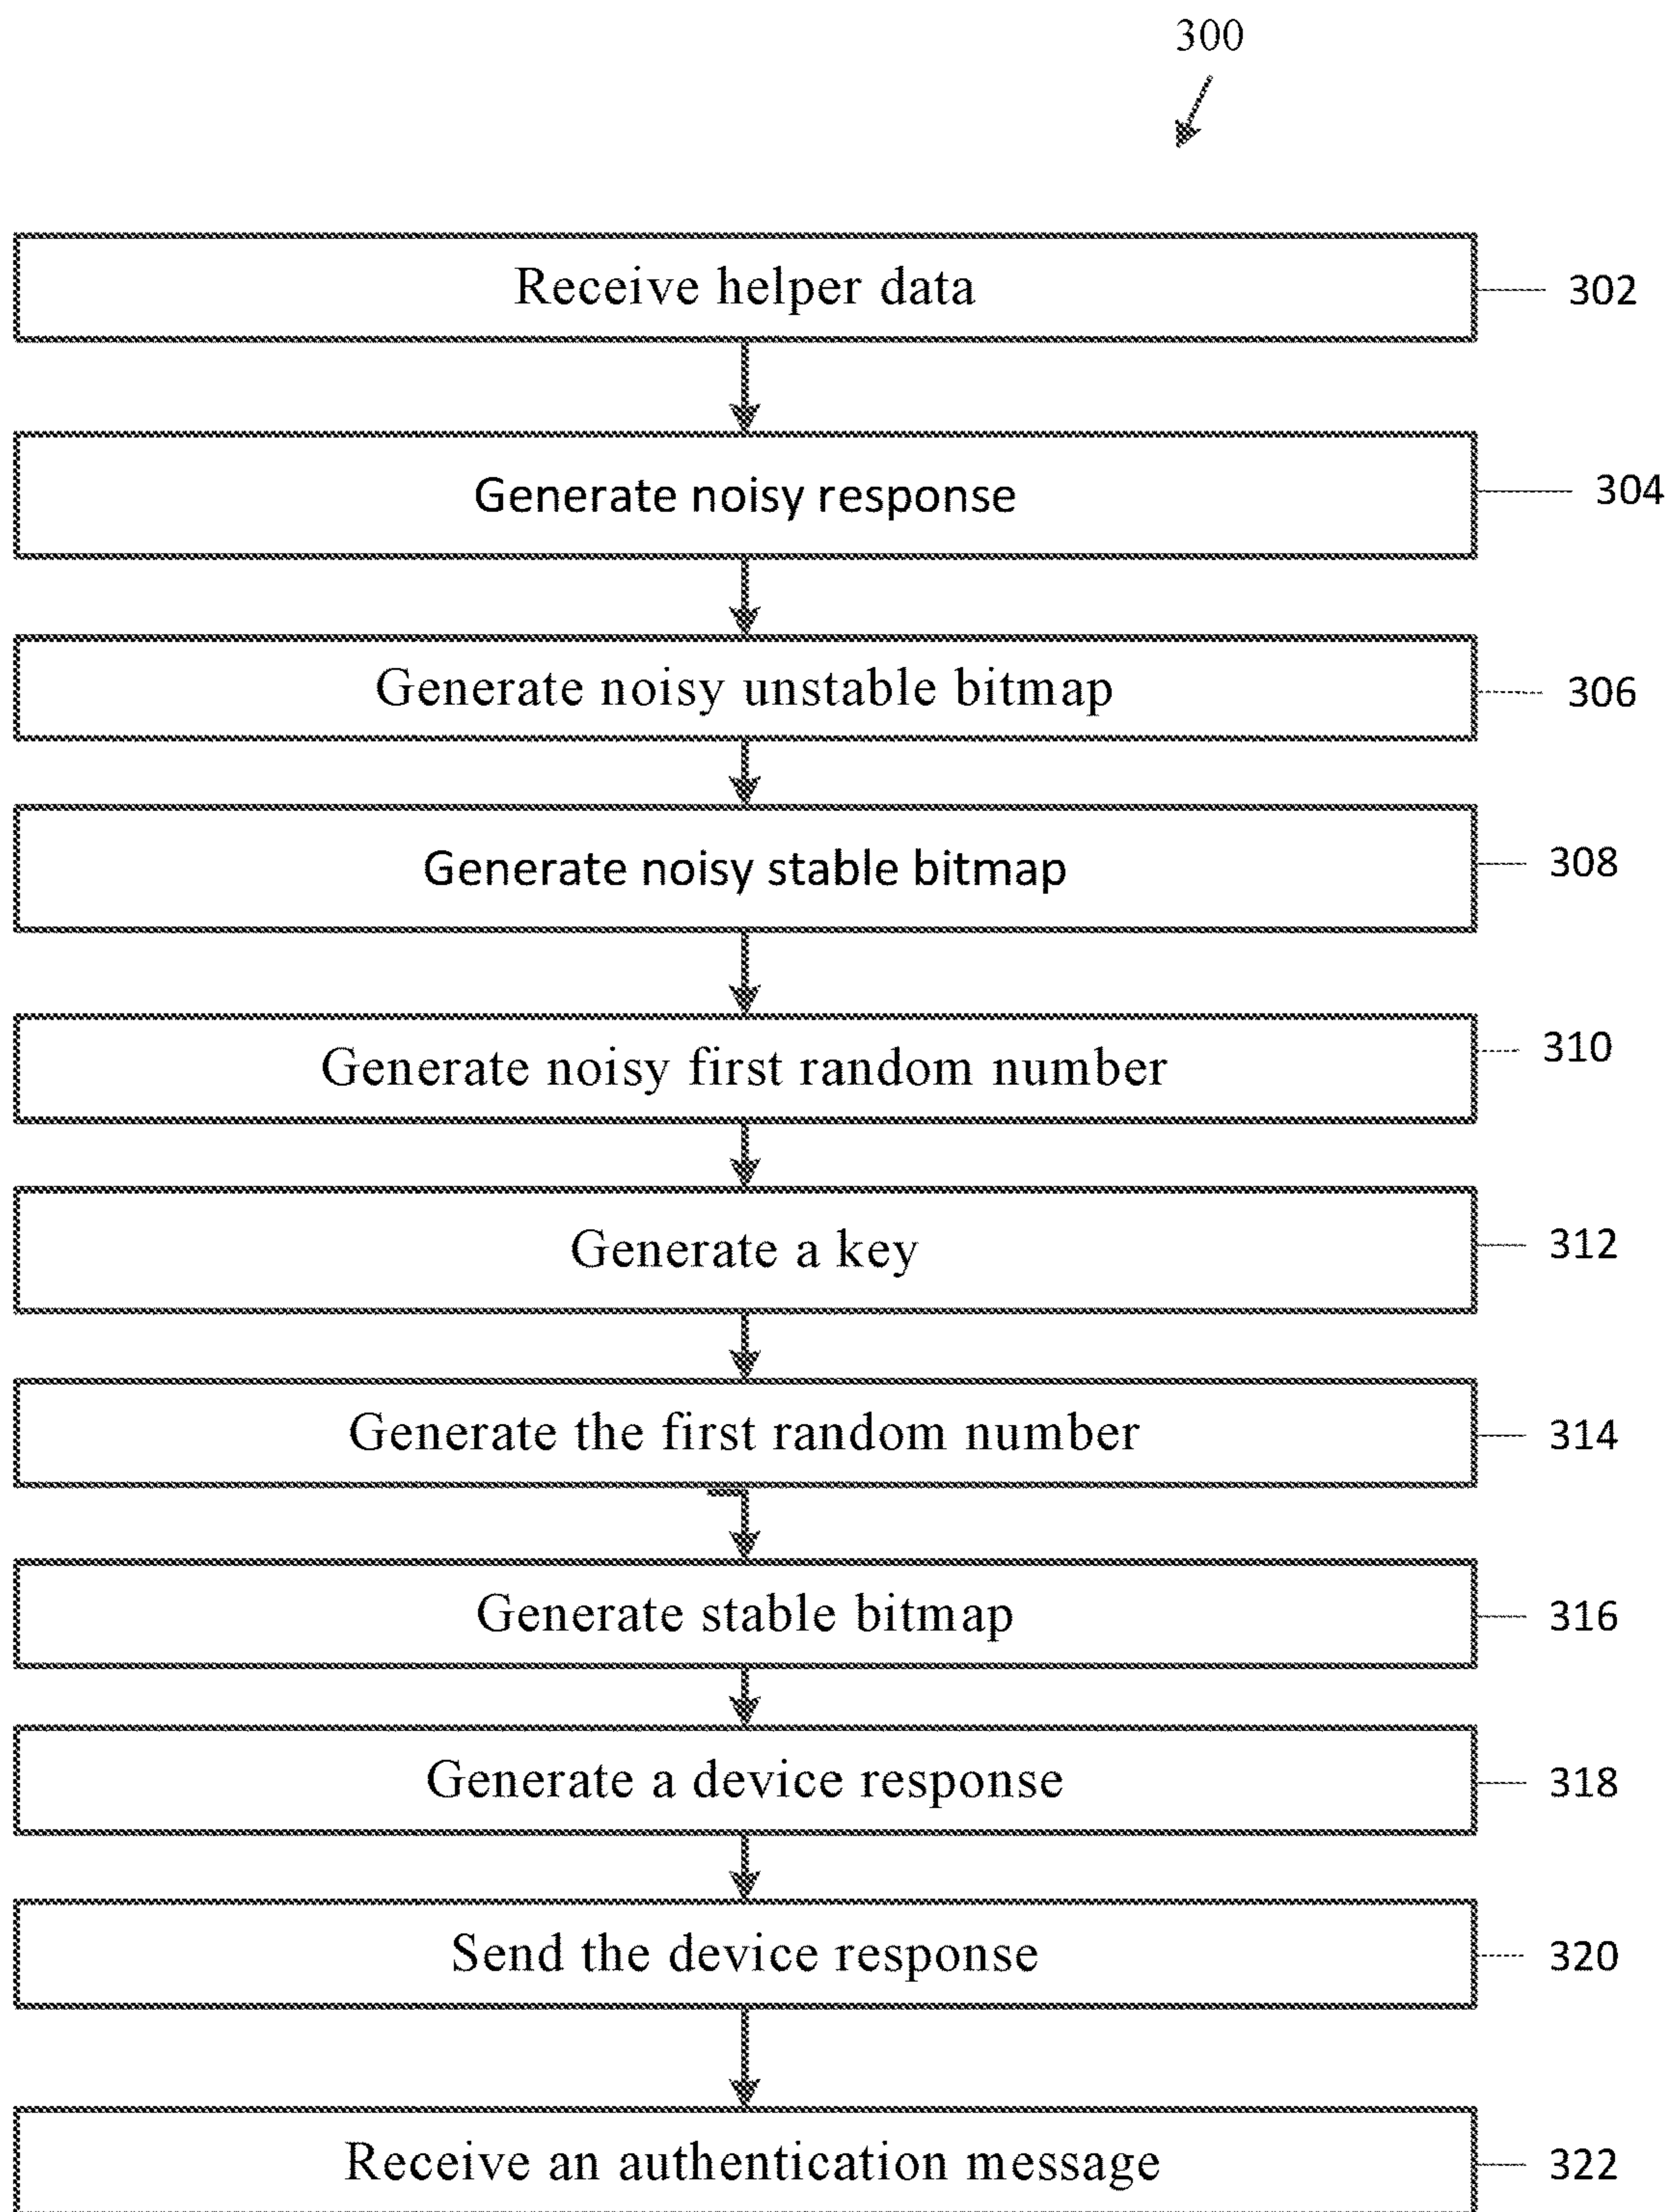 300
Receive helper data 302
Generate noisy response 304
Generate noisy unstable bitmap 306
Generate noisy stable bitmap 308
Generate noisy first random number 310
Generate a key 312
Generate the first random number 314
Generate stable bitmap 316
Generate a device response 318
Send the device response 320
Receive an authentication message 322